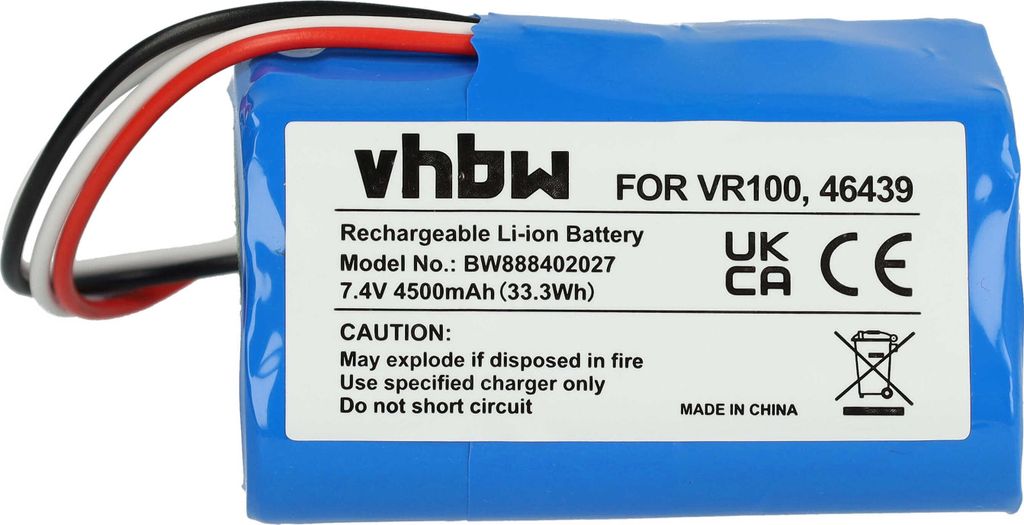 vhbw
FOR VR100, 46439
Rechargeable Li-ion Battery
Model No.: BW888402027
7.4V 4500mAh (33.3Wh)
UK
CA
CE
CAUTION:
May explode if disposed in fire
Use specified charger only
Do not short circuit
MADE IN CHINA